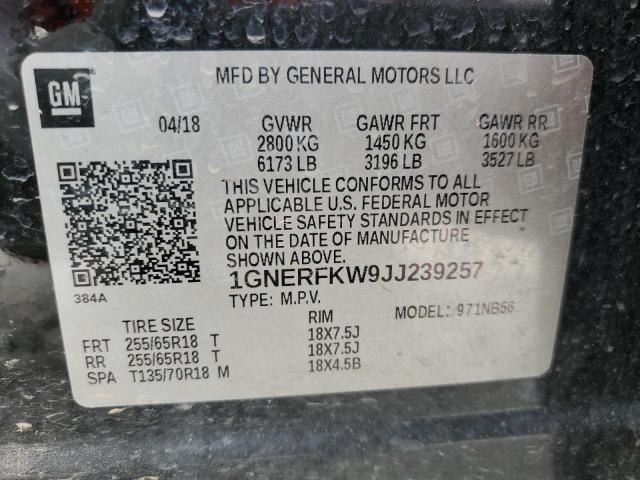 GM
MFD BY GENERAL MOTORS LLC
04/18 GVWR GAWR FRT GAWR RR
2800 KG 1450 KG 1600 KG
6173 LB 3196 LB 3527 LB
THIS VEHICLE CONFORMS TO ALL
APPLICABLE U.S. FEDERAL MOTOR
VEHICLE SAFETY STANDARDS IN EFFECT
ON THE DATE OF MANUFACTURE
SHOWN ABOVE.
384A
1GNERFKW9JJ239257
TYPE: M.P.V. MODEL: 971NB56
TIRE SIZE RIM
FRT 255/65R18 T 18X7.5J
RR 255/65R18 T 18X7.5J
SPA T135/70R18 M 18X4.5B